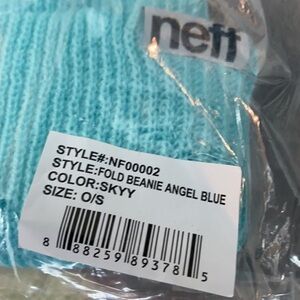 neff
STYLE#:NF00002
STYLE:FOLD BEANIE ANGEL BLUE
COLOR:SKYY
SIZE: O/S
8 88259 89378 5